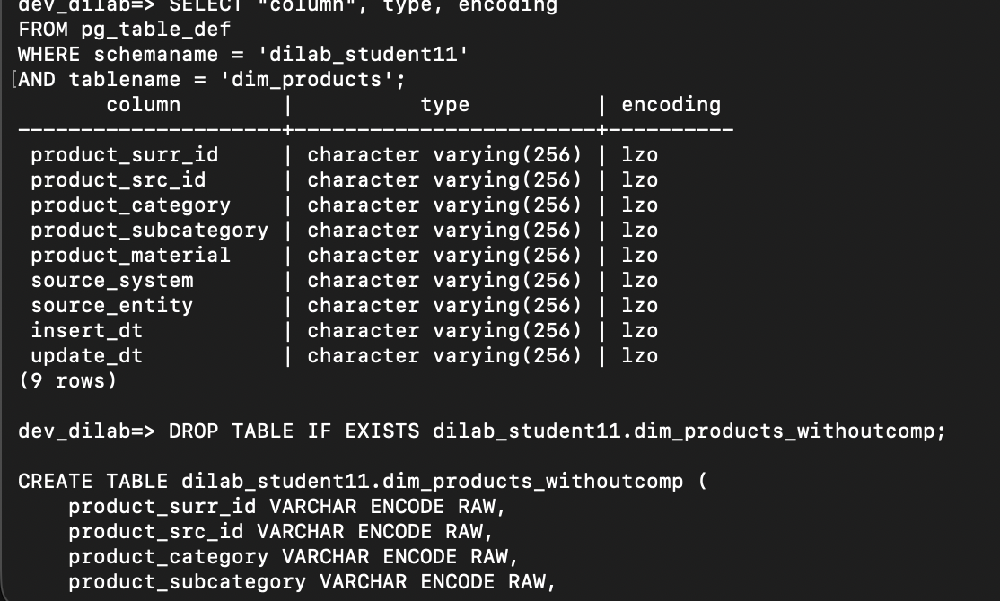 dev_dilab=> SELECT "column", type, encoding
FROM pg_table_def
WHERE schemaname = 'dilab_student11'
[AND tablename = 'dim_products';
       column        |          type          | encoding
---------------------+------------------------+----------
 product_surr_id     | character varying(256) | lzo
 product_src_id      | character varying(256) | lzo
 product_category    | character varying(256) | lzo
 product_subcategory | character varying(256) | lzo
 product_material    | character varying(256) | lzo
 source_system       | character varying(256) | lzo
 source_entity       | character varying(256) | lzo
 insert_dt           | character varying(256) | lzo
 update_dt           | character varying(256) | lzo
(9 rows)

dev_dilab=> DROP TABLE IF EXISTS dilab_student11.dim_products_withoutcomp;

CREATE TABLE dilab_student11.dim_products_withoutcomp (
    product_surr_id VARCHAR ENCODE RAW,
    product_src_id VARCHAR ENCODE RAW,
    product_category VARCHAR ENCODE RAW,
    product_subcategory VARCHAR ENCODE RAW,